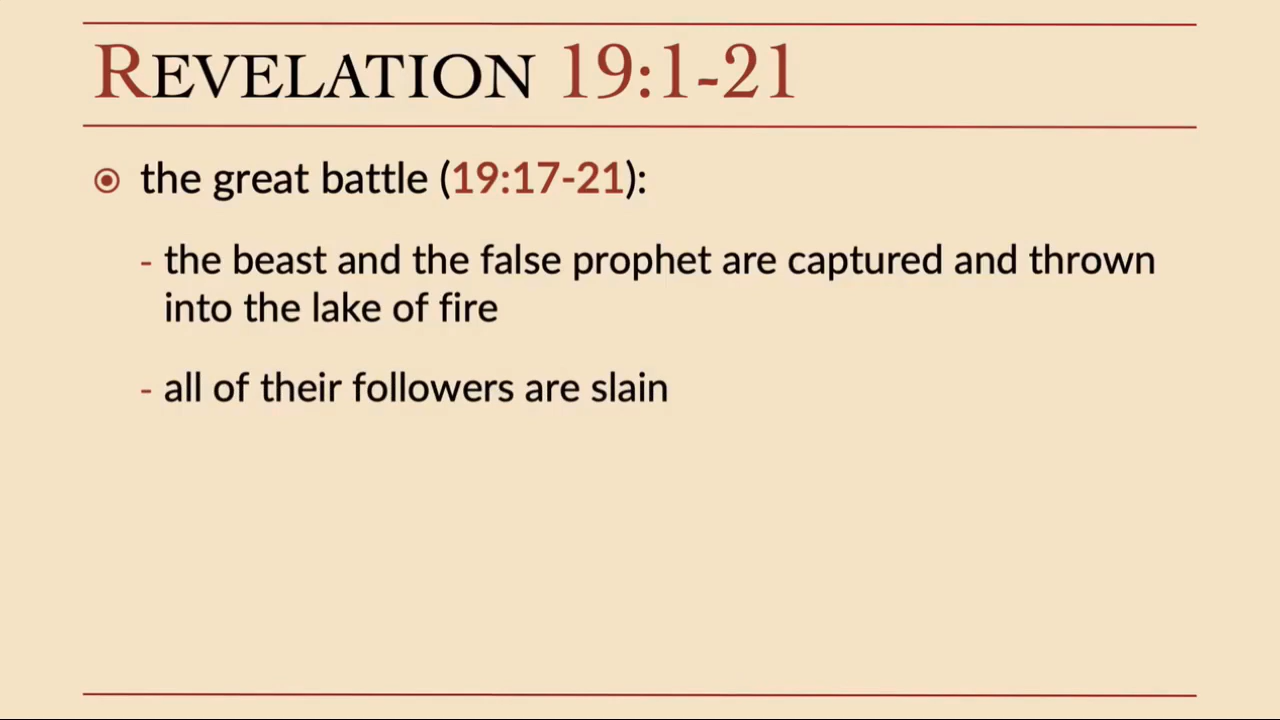 REVELATION 19:1-21
the great battle (19:17-21):
- the beast and the false prophet are captured and thrown
into the lake of fire
- all of their followers are slain